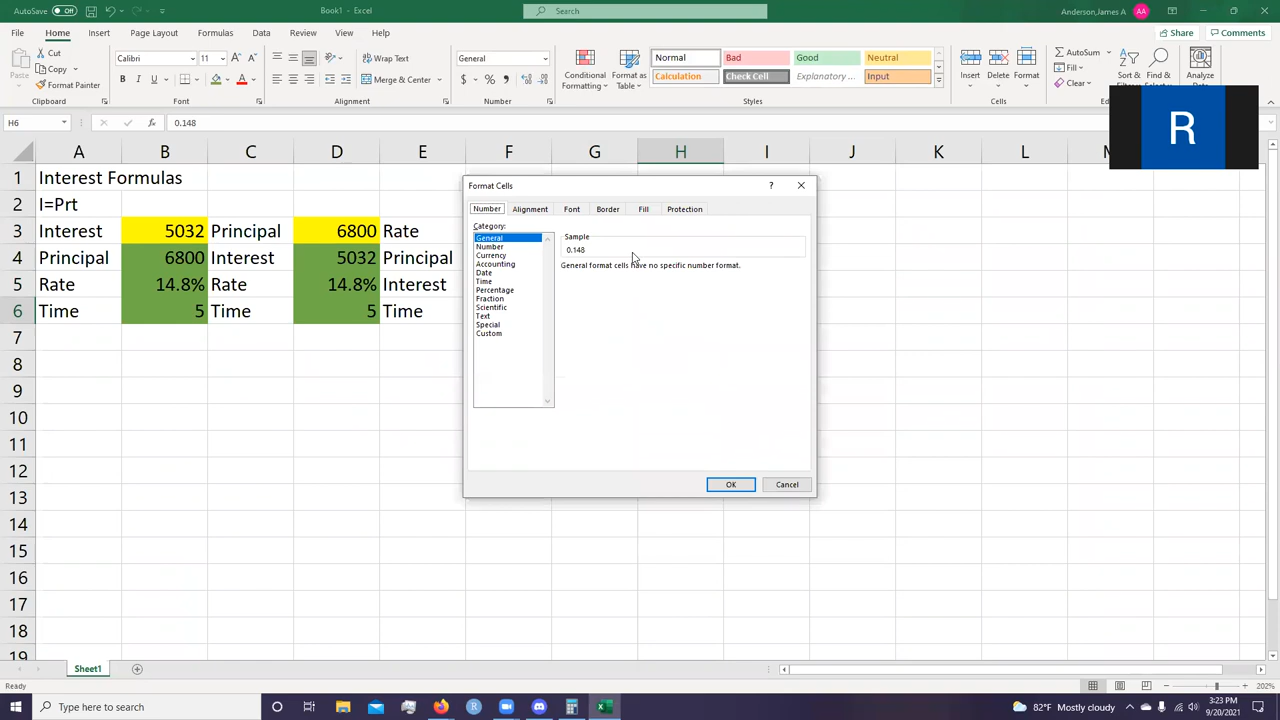 AutoSave Off
Book1 - Excel
Search
Anderson,James A
AA
File Home Insert Page Layout Formulas Data Review View Help
Share Comments
Cut
Copy
Format Painter
Paste
Clipboard
Calibri 11
B I U
Font
Wrap Text
Merge & Center
Alignment
General
$ % 9
Number
Conditional Formatting
Format as Table
Normal Bad Good Neutral
Calculation Check Cell Explanatory ... Input
Styles
Insert Delete Format
Cells
AutoSum
Fill
Clear
Sort & Filter
Find & Select
Analyze
R
H6
fx
0.148
A B C D E F G H I J K L M
1 Interest Formulas
2 I=Prt
3 Interest 5032 Principal 6800 Rate
4 Principal 6800 Interest 5032 Principal
5 Rate 14.8% Rate 14.8% Interest
6 Time 5 Time 5 Time
7
8
9
10
11
12
13
14
15
16
17
18
19
Format Cells
?
Number Alignment Font Border Fill Protection
Category:
General
Number
Currency
Accounting
Date
Time
Percentage
Fraction
Scientific
Text
Special
Custom
Sample
0.148
General format cells have no specific number format.
OK Cancel
Sheet1
Ready
202%
Type here to search
82°F Mostly cloudy
3:23 PM
9/20/2021